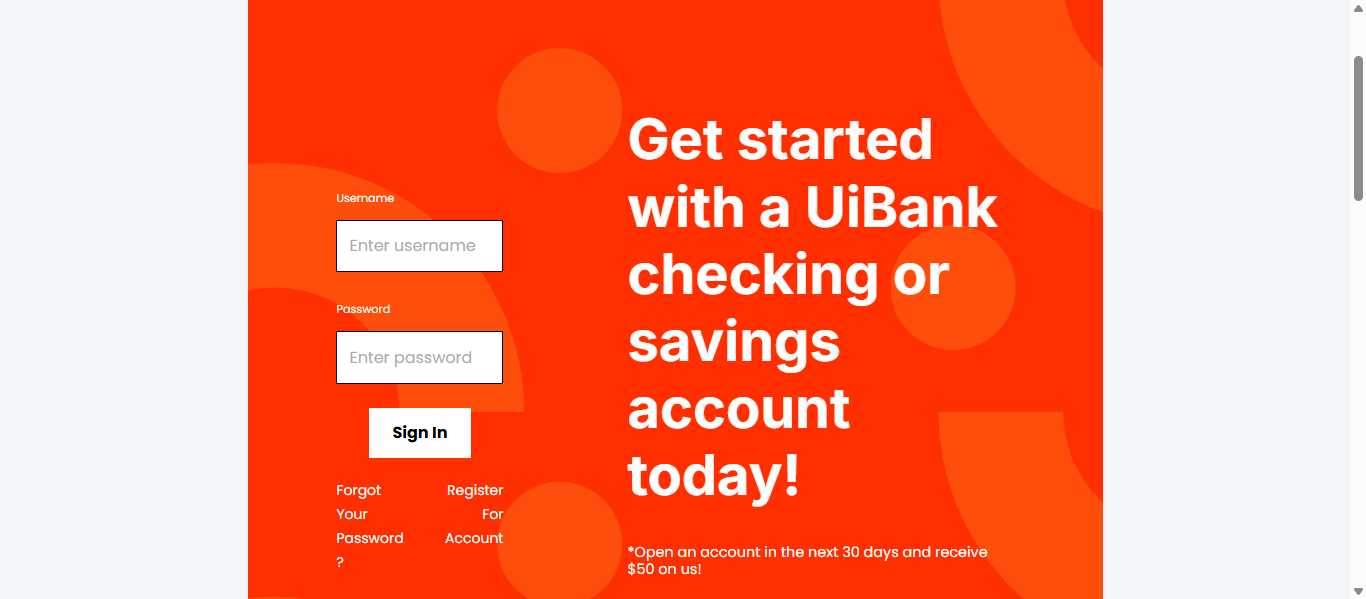 Username
Enter username
Password
Enter password
Sign In
Forgot
Your
Password
?
Register
For
Account
Get started
with a UiBank
checking or
savings
account
today!
*Open an account in the next 30 days and receive
$50 on us!